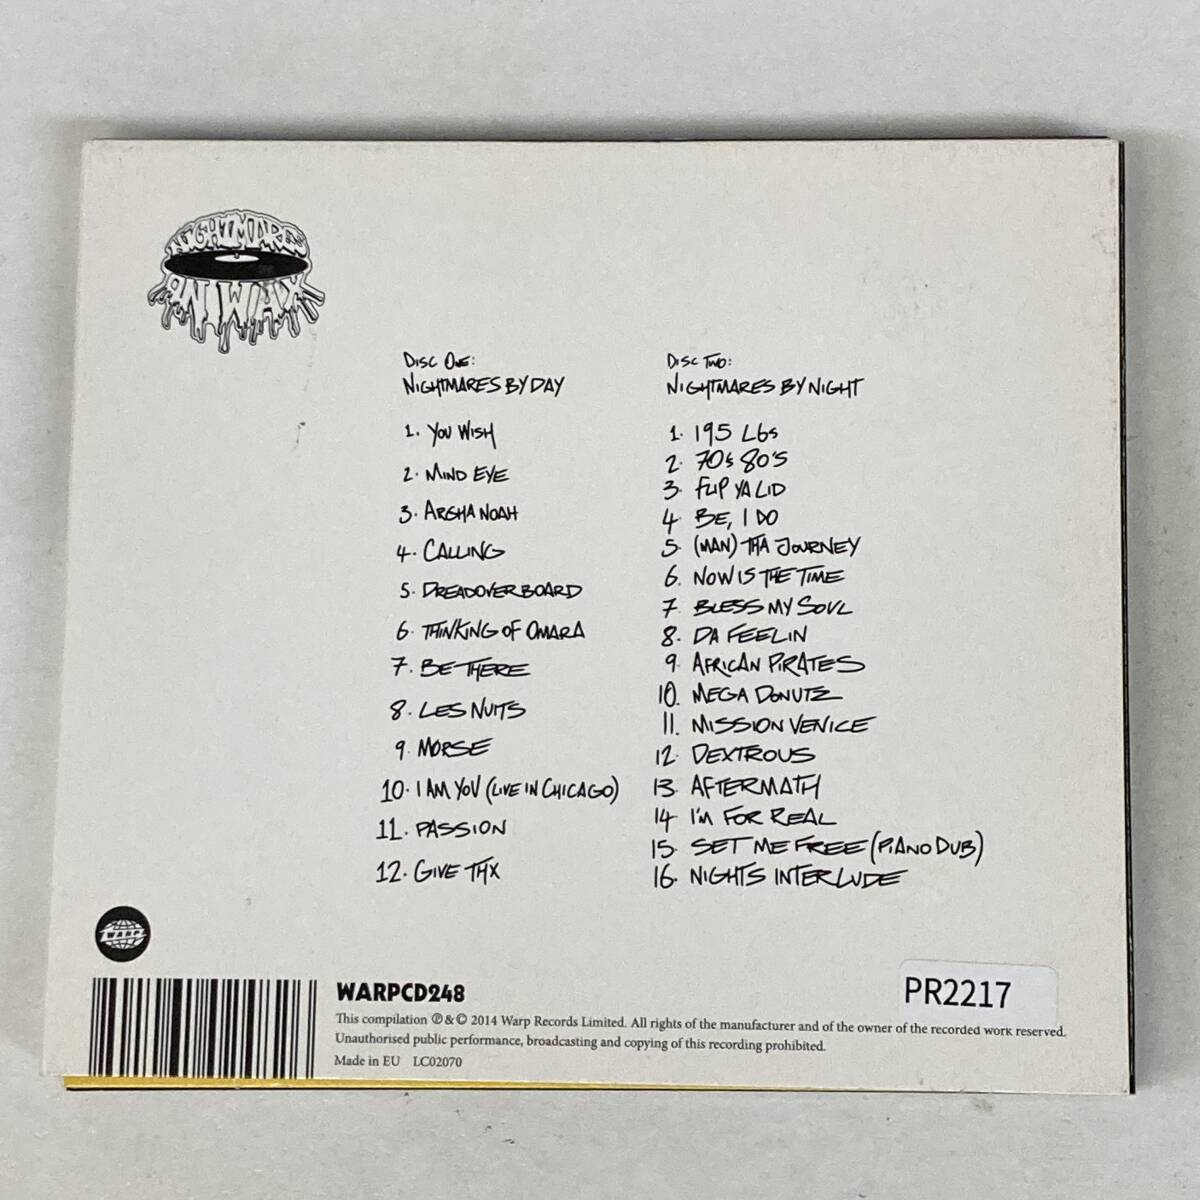 NIGHTMARES
ON WAX
DISC ONE:
NIGHTMARES BY DAY
1. YOU WISH
2. MIND EYE
3. ARGHA NOAH
4. CALLING
5. DREADOVERBOARD
6. THINKING OF OMARA
7. BE THERE
8. LES NUITS
9. MORSE
10. I AM YOU (LIVE IN CHICAGO)
11. PASSION
12. GIVE THX
DISC TWO:
NIGHTMARES BY NIGHT
1. 195 LBS
2. 70'S 80'S
3. FLIP YA LID
4. BE, I DO
5. (MAN) THA JOURNEY
6. NOW IS THE TIME
7. BLESS MY SOUL
8. DA FEELIN
9. AFRICAN PIRATES
10. MEGA DONUTZ
11. MISSION VENICE
12. DEXTROUS
13. AFTERMATH
14. I'M FOR REAL
15. SET ME FREE (PIANO DUB)
16. NIGHTS INTERLUDE
WARP
WARPCD248
PR2217
This compilation ℗ & © 2014 Warp Records Limited. All rights of the manufacturer and of the owner of the recorded work reserved.
Unauthorised public performance, broadcasting and copying of this recording prohibited.
Made in EU LC02070